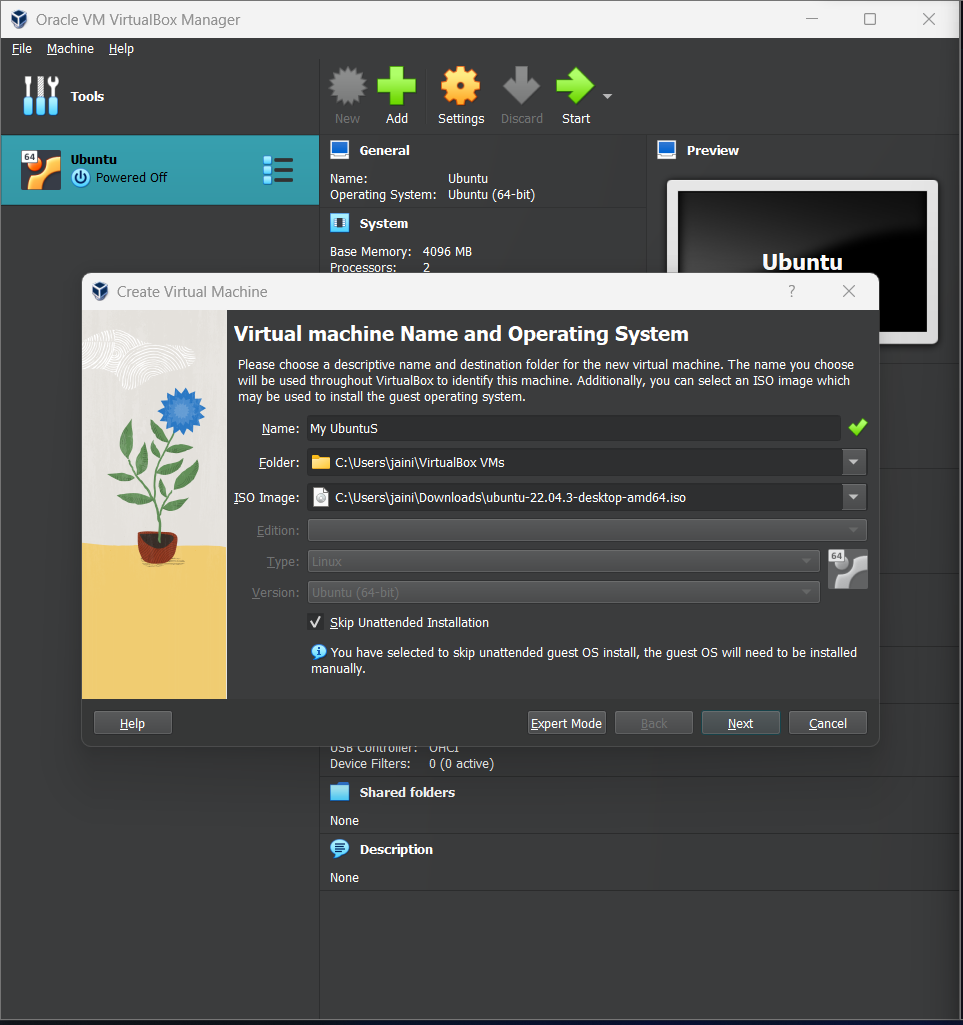 Oracle VM VirtualBox Manager
File Machine Help
Tools
New Add Settings Discard Start
64
Ubuntu
Powered Off
General
Name: Ubuntu
Operating System: Ubuntu (64-bit)
System
Base Memory: 4096 MB
Processors: 2
Preview
Ubuntu
Create Virtual Machine ?
Virtual machine Name and Operating System
Please choose a descriptive name and destination folder for the new virtual machine. The name you choose
will be used throughout VirtualBox to identify this machine. Additionally, you can select an ISO image which
may be used to install the guest operating system.
Name: My UbuntuS
Folder: C:\Users\jaini\VirtualBox VMs
ISO Image: C:\Users\jaini\Downloads\ubuntu-22.04.3-desktop-amd64.iso
Edition:
Type: Linux
64
Version: Ubuntu (64-bit)
Skip Unattended Installation
You have selected to skip unattended guest OS install, the guest OS will need to be installed
manually.
Help Expert Mode Back Next Cancel
USB Controller: OHCI
Device Filters: 0 (0 active)
Shared folders
None
Description
None